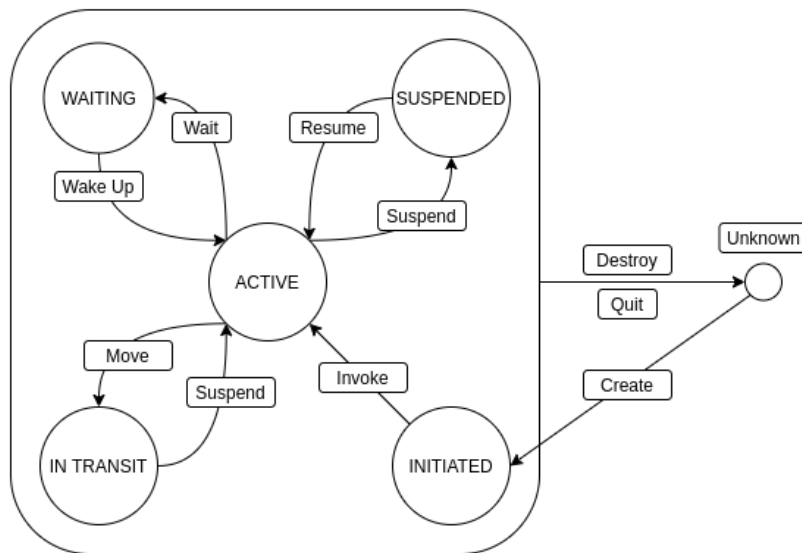 WAITING
SUSPENDED
Wait
Resume
Wake Up
Suspend
Unknown
Destroy
ACTIVE
Quit
Move
Suspend
Invoke
Create
IN TRANSIT
INITIATED